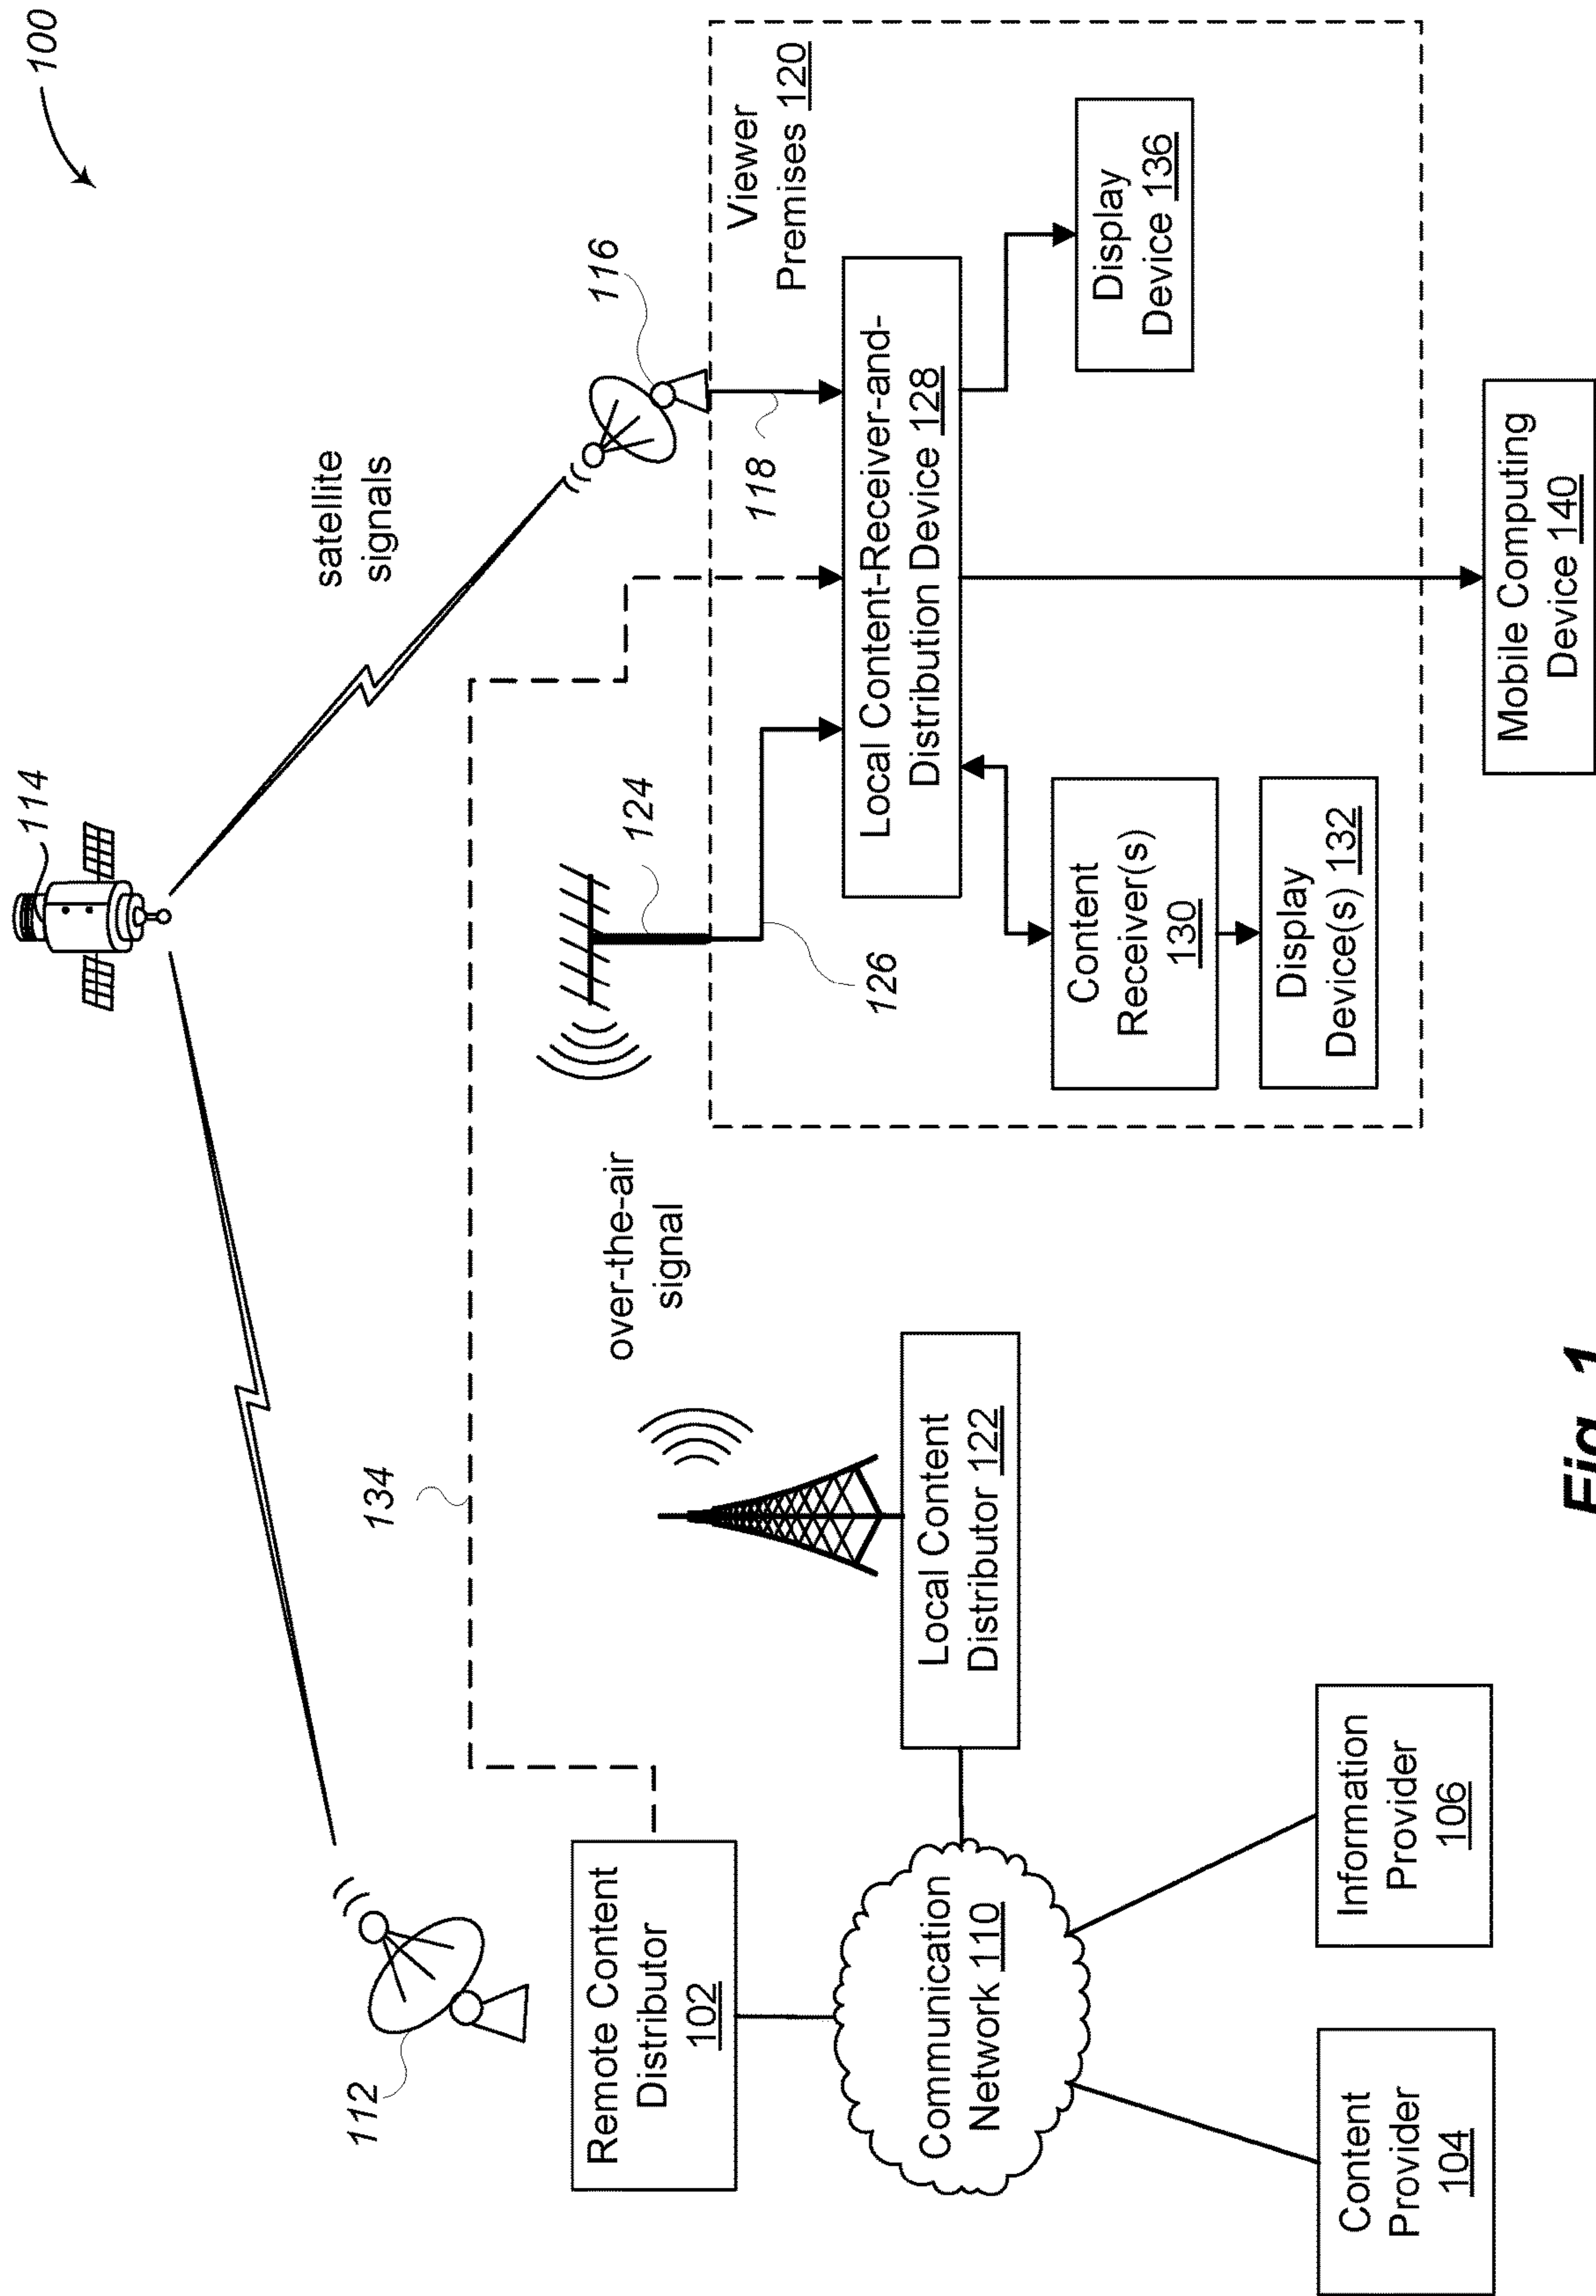 100
114
satellite
signals
116
134
112
118
Viewer
Premises 120
124
126
over-the-air
signal
Remote Content
Distributor
102
Local Content-Receiver-and-
Distribution Device 128
Local Content
Distributor 122
Communication
Network 110
Content
Receiver(s)
130
Display
Device 136
Display
Device(s) 132
Content
Provider
104
Information
Provider
106
Mobile Computing
Device 140
Fig. 1